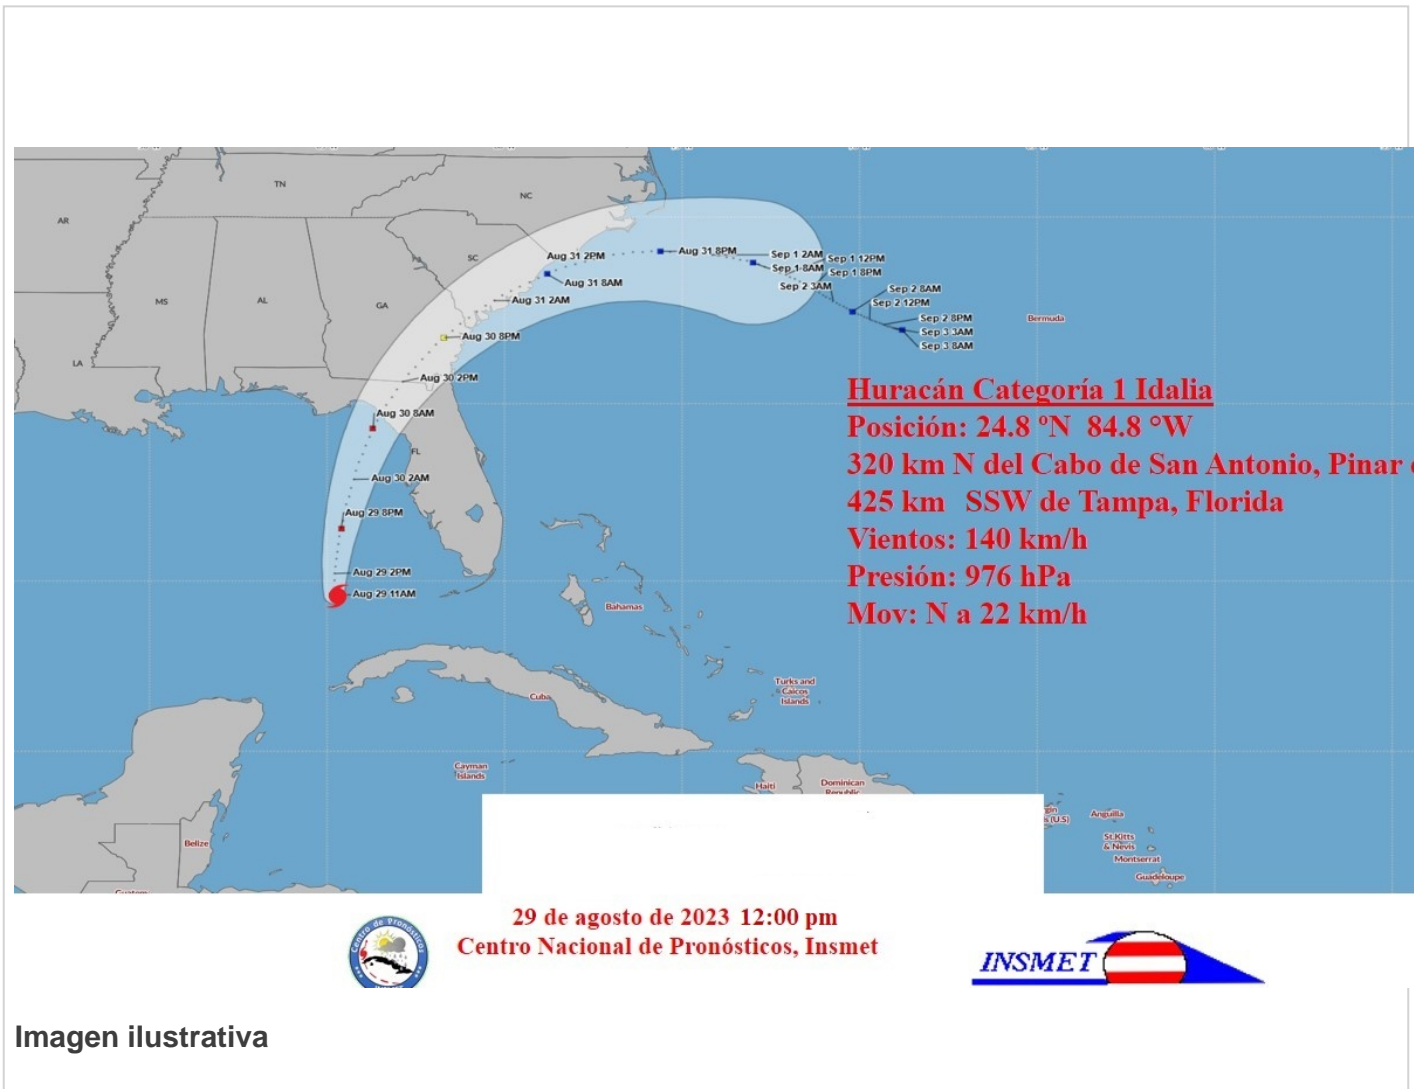 TN
NC
AR
SC
MS
AL
GA
LA
FL
Aug 31 2PM
Aug 31 8PM
Sep 1 2AM
Sep 1 12PM
Sep 1 8AM
Sep 1 8PM
Aug 31 8AM
Sep 2 3AM
Sep 2 8AM
Aug 31 2AM
Sep 2 12PM
Sep 2 8PM
Bermuda
Sep 3 3AM
Aug 30 8PM
Sep 3 8AM
Aug 30 2PM
Aug 30 8AM
Aug 30 2AM
Aug 29 8PM
Aug 29 2PM
Aug 29 11AM
Huracán Categoría 1 Idalia
Posición: 24.8 ºN 84.8 °W
320 km N del Cabo de San Antonio, Pinar
425 km SSW de Tampa, Florida
Vientos: 140 km/h
Presión: 976 hPa
Mov: N a 22 km/h
Bahamas
Turks and
Caicos
Islands
Cuba
Cayman
Islands
Haiti
Dominican
Republic
Anguilla
St Kitts
& Nevis
Montserrat
Guadeloupe
Belize
is (U.S)
29 de agosto de 2023 12:00 pm
Centro Nacional de Pronósticos, Insmet
Centro de Pronósticos
INSMET
Imagen ilustrativa